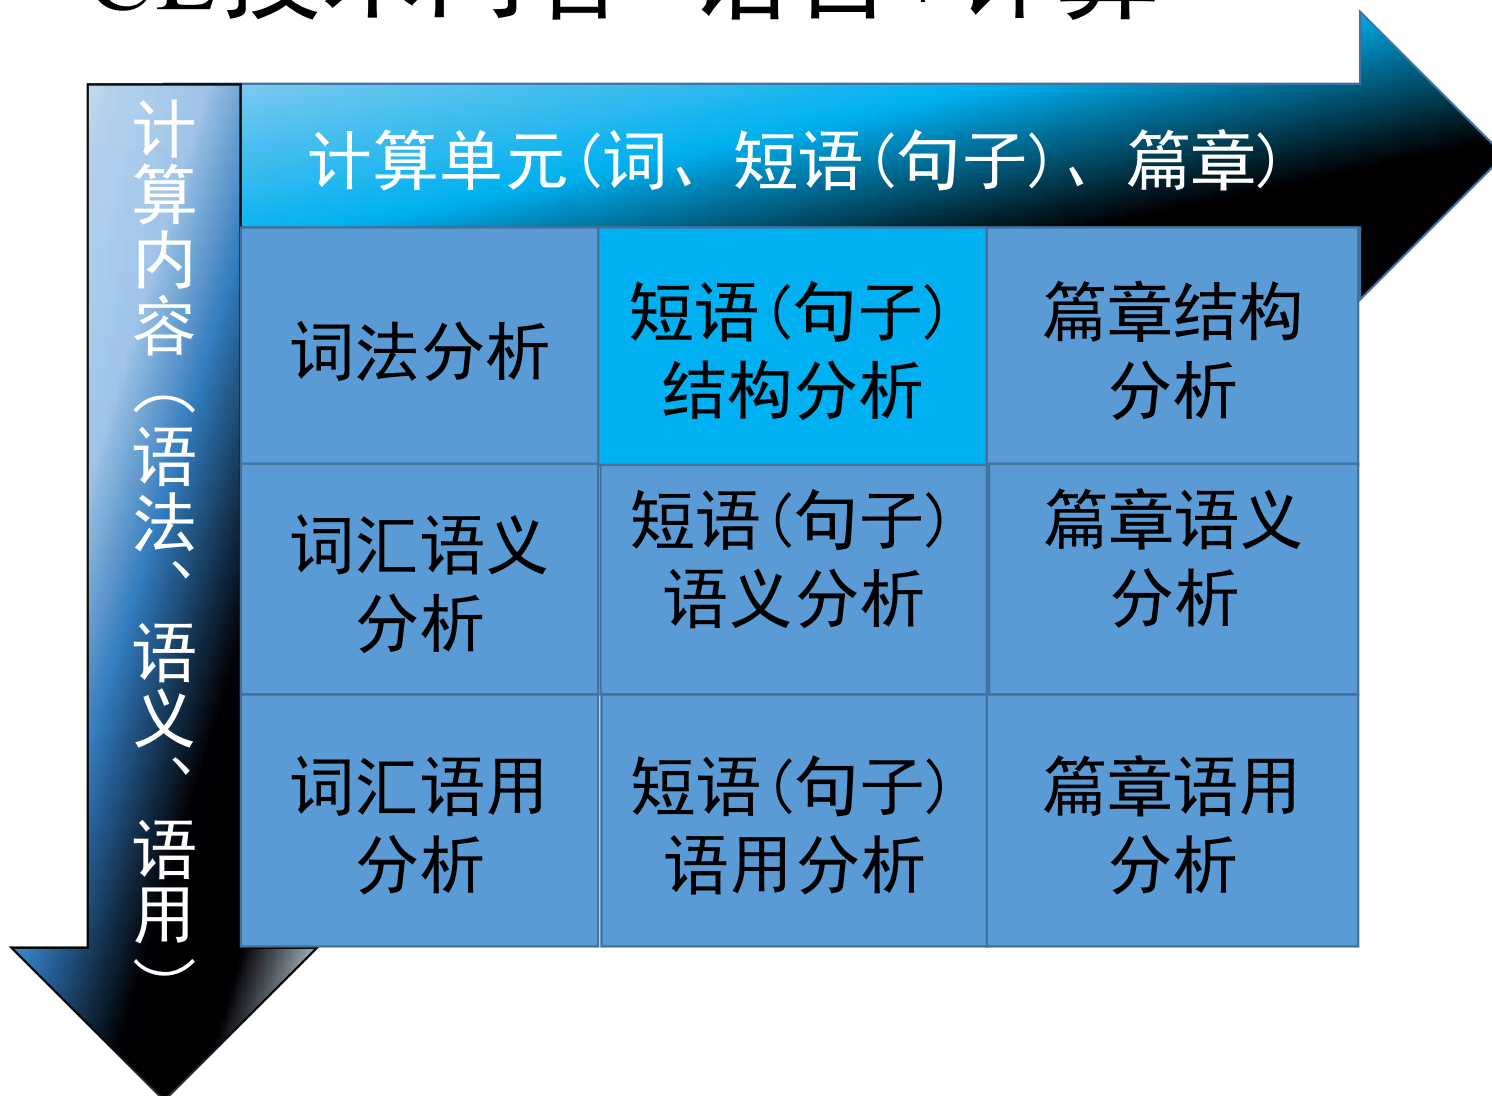 计算单元(词、短语(句子)、篇章)
计算内容（语法、语义、语用）
词法分析
短语(句子)
结构分析
篇章结构
分析
词汇语义
分析
短语(句子)
语义分析
篇章语义
分析
词汇语用
分析
短语(句子)
语用分析
篇章语用
分析